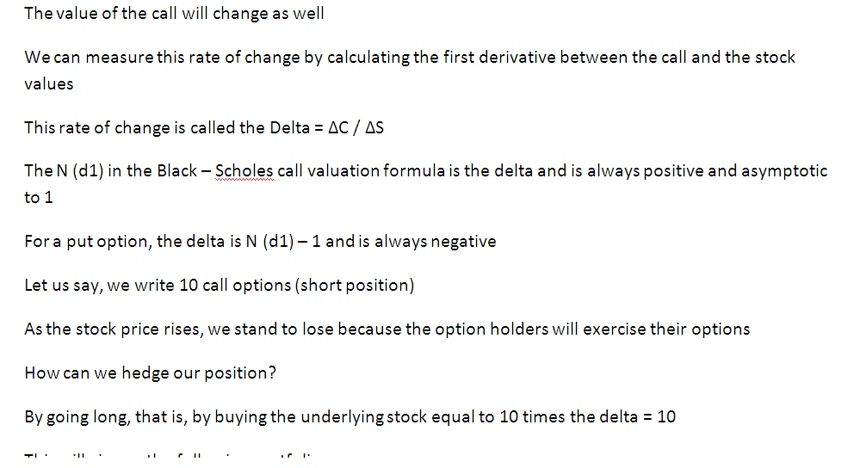 The value of the call will change as well
We can measure this rate of change by calculating the first derivative between the call and the stock
values
This rate of change is called the Delta = ΔC / ΔS
The N (d1) in the Black – Scholes call valuation formula is the delta and is always positive and asymptotic
to 1
For a put option, the delta is N (d1) – 1 and is always negative
Let us say, we write 10 call options (short position)
As the stock price rises, we stand to lose because the option holders will exercise their options
How can we hedge our position?
By going long, that is, by buying the underlying stock equal to 10 times the delta = 10